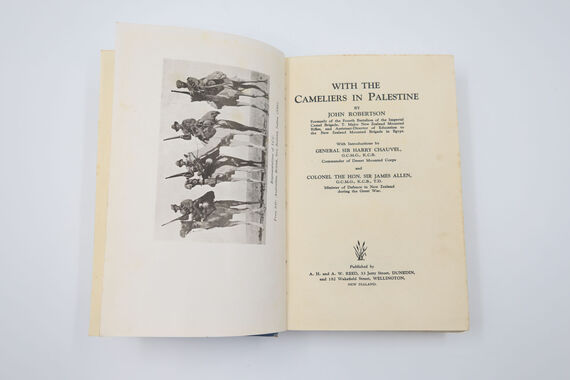 WITH THE
CAMELIERS IN PALESTINE
BY
JOHN ROBERTSON
Formerly of the Fourth Battalion of the Imperial
Camel Brigade, T. Major New Zealand Mounted
Rifles, and Assistant-Director of Education to
the New Zealand Mounted Brigade in Egypt.
With Introductions by
GENERAL SIR HARRY CHAUVEL,
G.C.M.G., K.C.B.
Commander of Desert Mounted Corps
and
COLONEL THE HON. SIR JAMES ALLEN,
G.C.M.G., K.C.B., T.D.
Minister of Defence in New Zealand
during the Great War.
Published by
A. H. and A. W. REED, 33 Jetty Street, DUNEDIN,
and 182 Wakefield Street, WELLINGTON,
NEW ZEALAND.